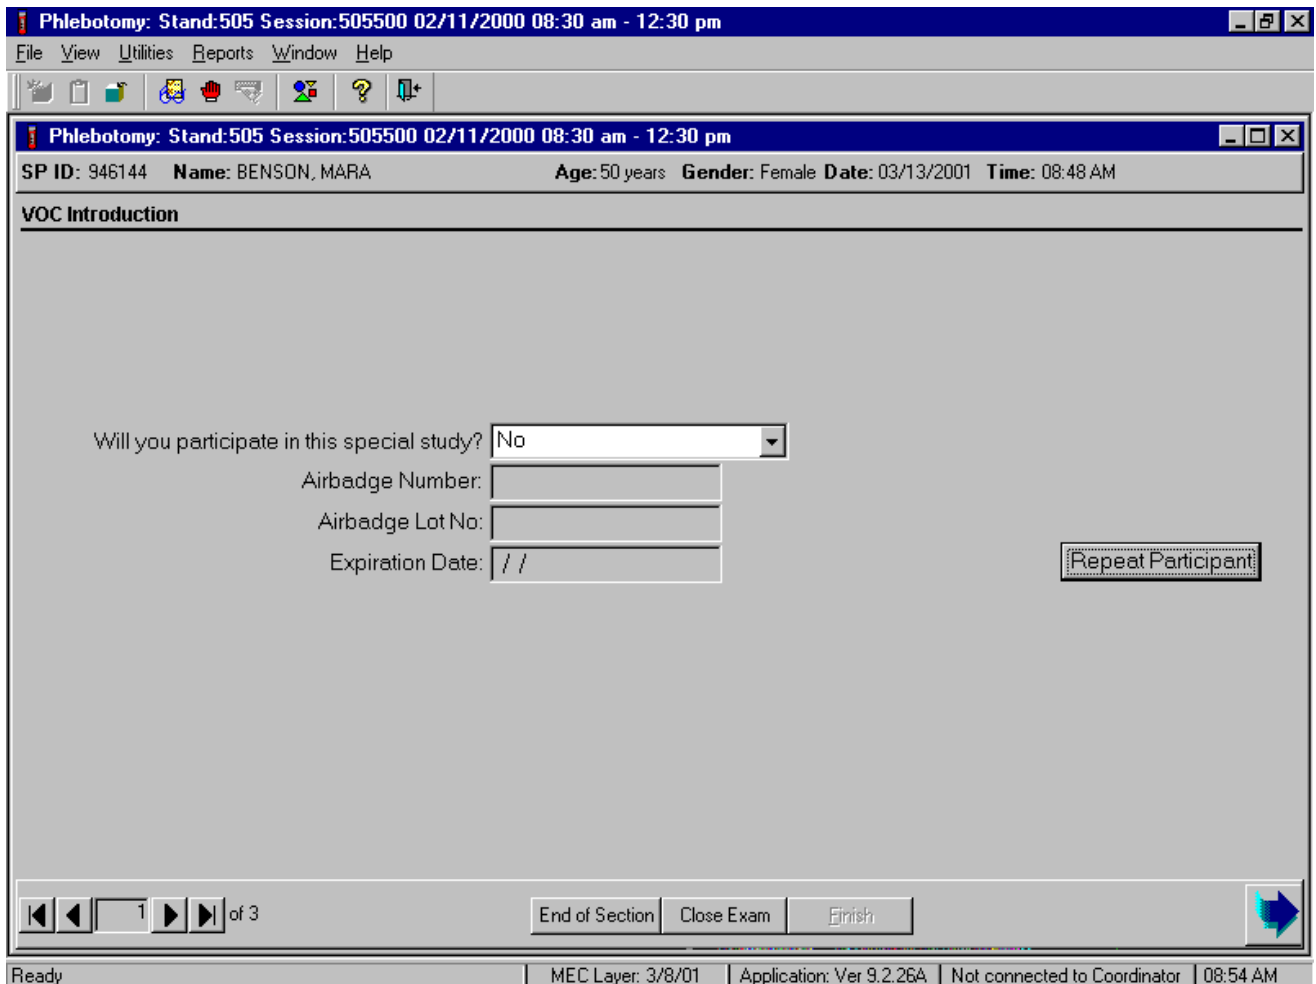 Phlebotomy: Stand:505 Session:505500 02/11/2000 08:30 am - 12:30 pm
File View Utilities Reports Window Help
Phlebotomy: Stand:505 Session:505500 02/11/2000 08:30 am - 12:30 pm
SP ID: 946144 Name: BENSON, MARA Age: 50 years Gender: Female Date: 03/13/2001 Time: 08:48 AM
VOC Introduction
Will you participate in this special study? No
Airbadge Number:
Airbadge Lot No:
Expiration Date: / /
Repeat Participant
1 of 3 End of Section Close Exam Finish
Ready MEC Layer: 3/8/01 Application: Ver 9.2.26A Not connected to Coordinator 08:54 AM